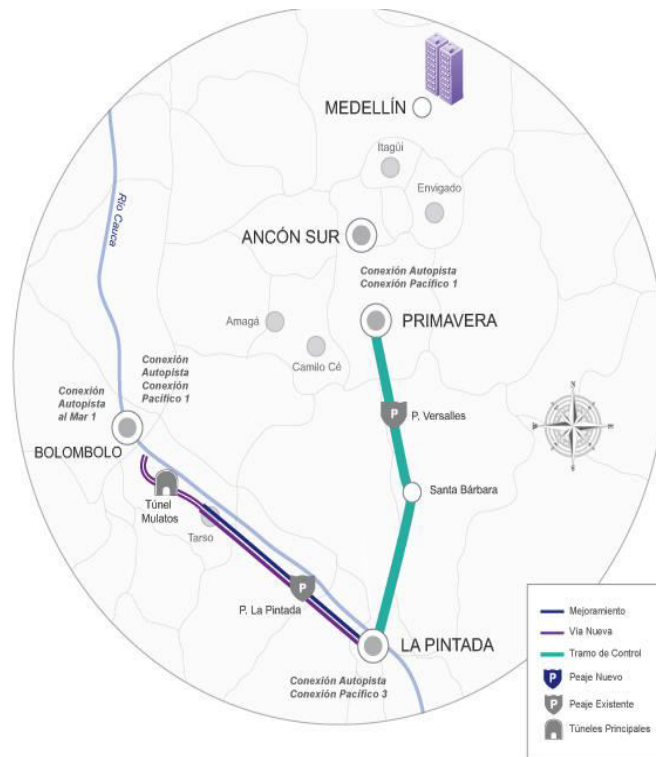 MEDELLÍN
Itagüi
Envigado
Río Cauca
ANCÓN SUR
Conexión Autopista
Conexión Pacífico 1
Amagá
PRIMAVERA
Camilo Cé
Conexión
Autopista
Conexión
Pacífico 1
Conexión
Autopista
al Mar 1
P
P. Versalles
N
BOLOMBOLO
Túnel
Mulatos
Santa Bárbara
Tarso
P
P. La Pintada
LA PINTADA
Conexión Autopista
Conexión Pacífico 3
Mejoramiento
Vía Nueva
Tramo de Control
P
Peaje Nuevo
P
Peaje Existente
Túneles Principales